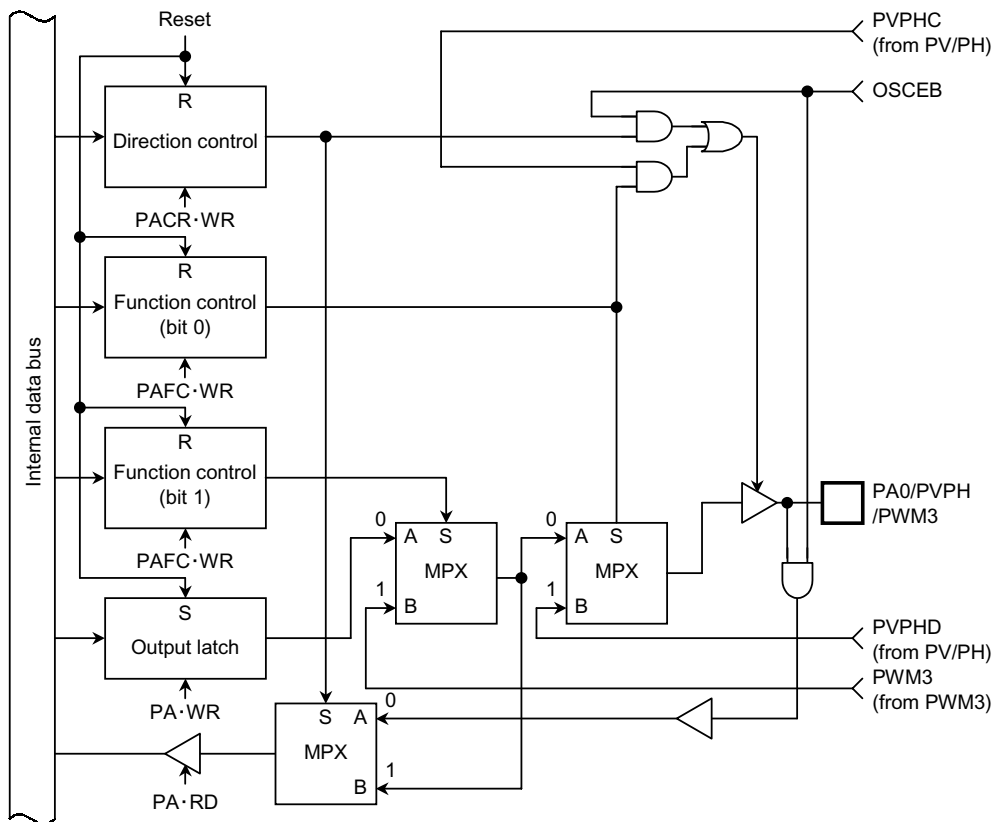 Reset
PVPHC
(from PV/PH)
OSCEB
R
Direction control
PACR·WR
R
Function control
(bit 0)
PAFC·WR
Internal data bus
R
Function control
(bit 1)
PAFC·WR
0
A
S
MPX
1
B
0
A
S
MPX
1
B
PA0/PVPH
/PWM3
S
Output latch
PA·WR
PVPHD
(from PV/PH)
PWM3
(from PWM3)
S
A
0
MPX
B
1
PA·RD